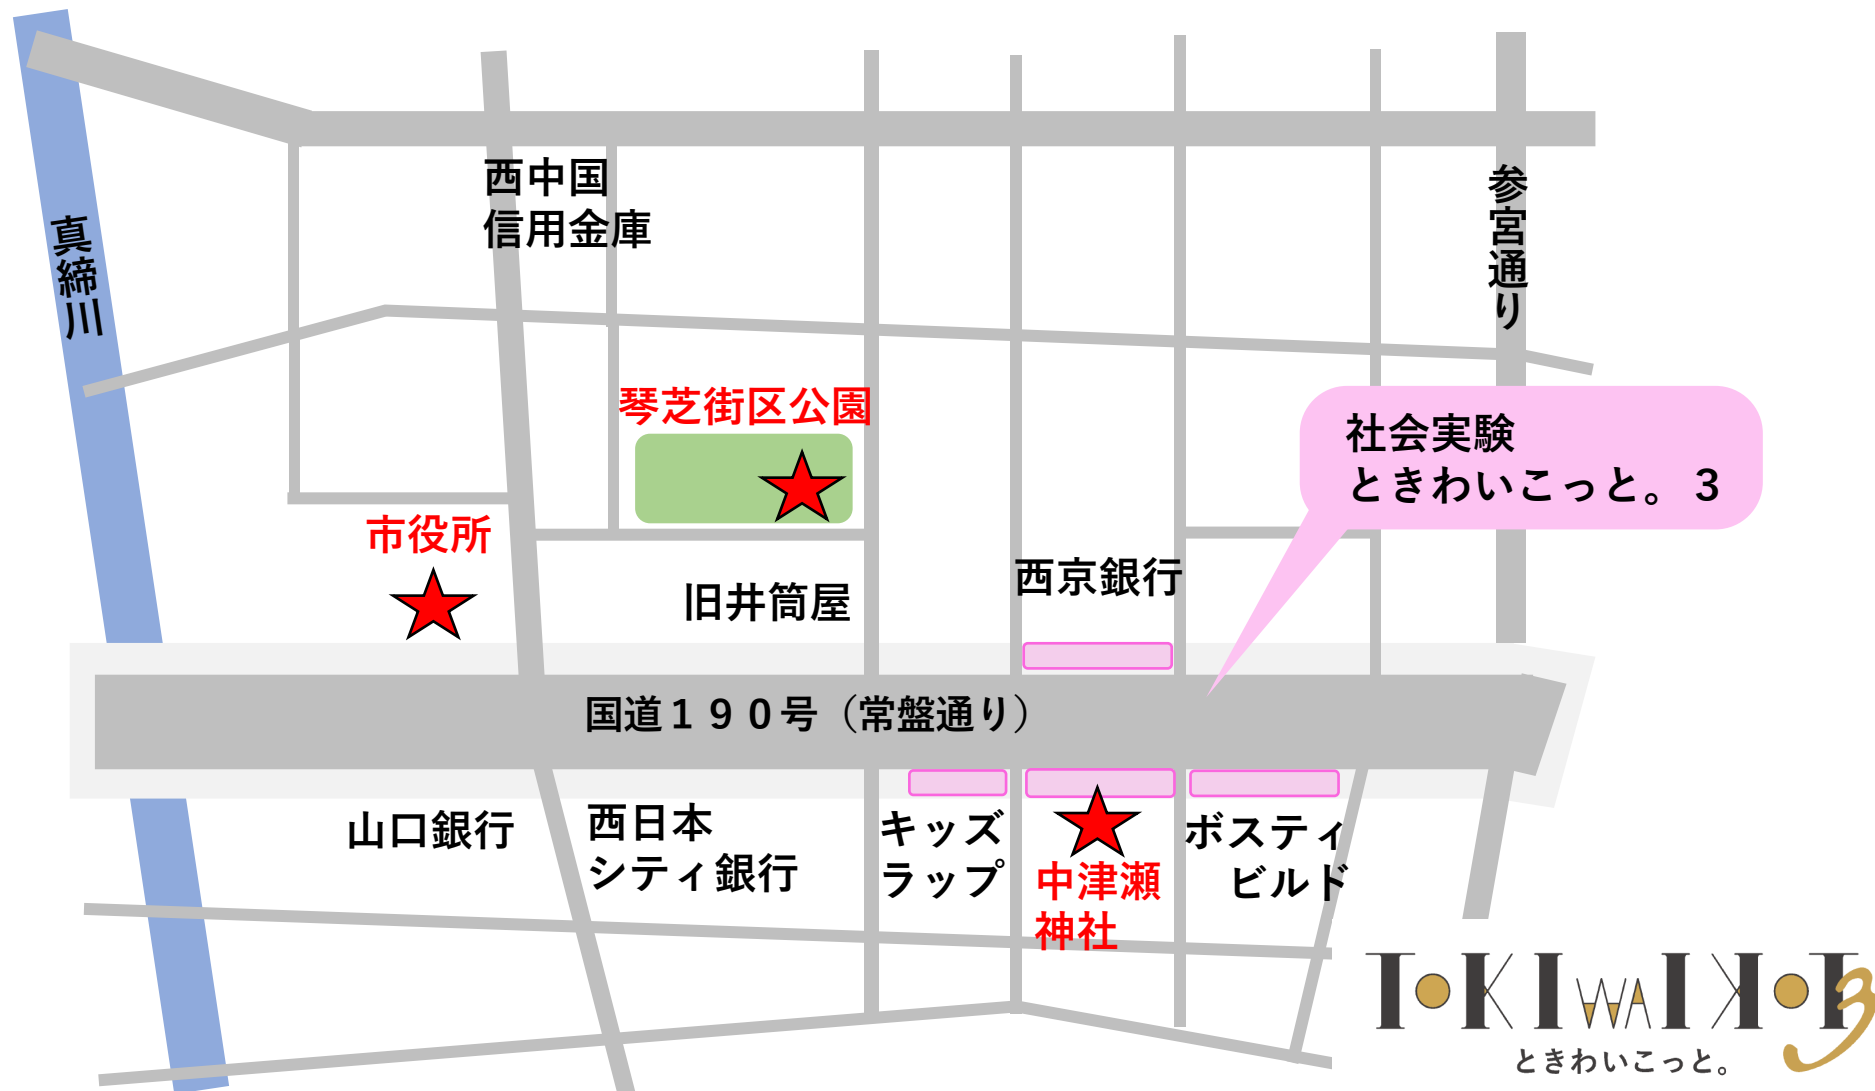 西中国
信用金庫
参宮通り
真締川
琴芝街区公園
社会実験
ときわいこっと。３
市役所
西京銀行
旧井筒屋
国道１９０号（常盤通り）
山口銀行
西日本
シティ銀行
キッズ
ラップ
中津瀬
神社
ボスティ
ビルド
TOKIWAIKOT3
ときわいこっと。